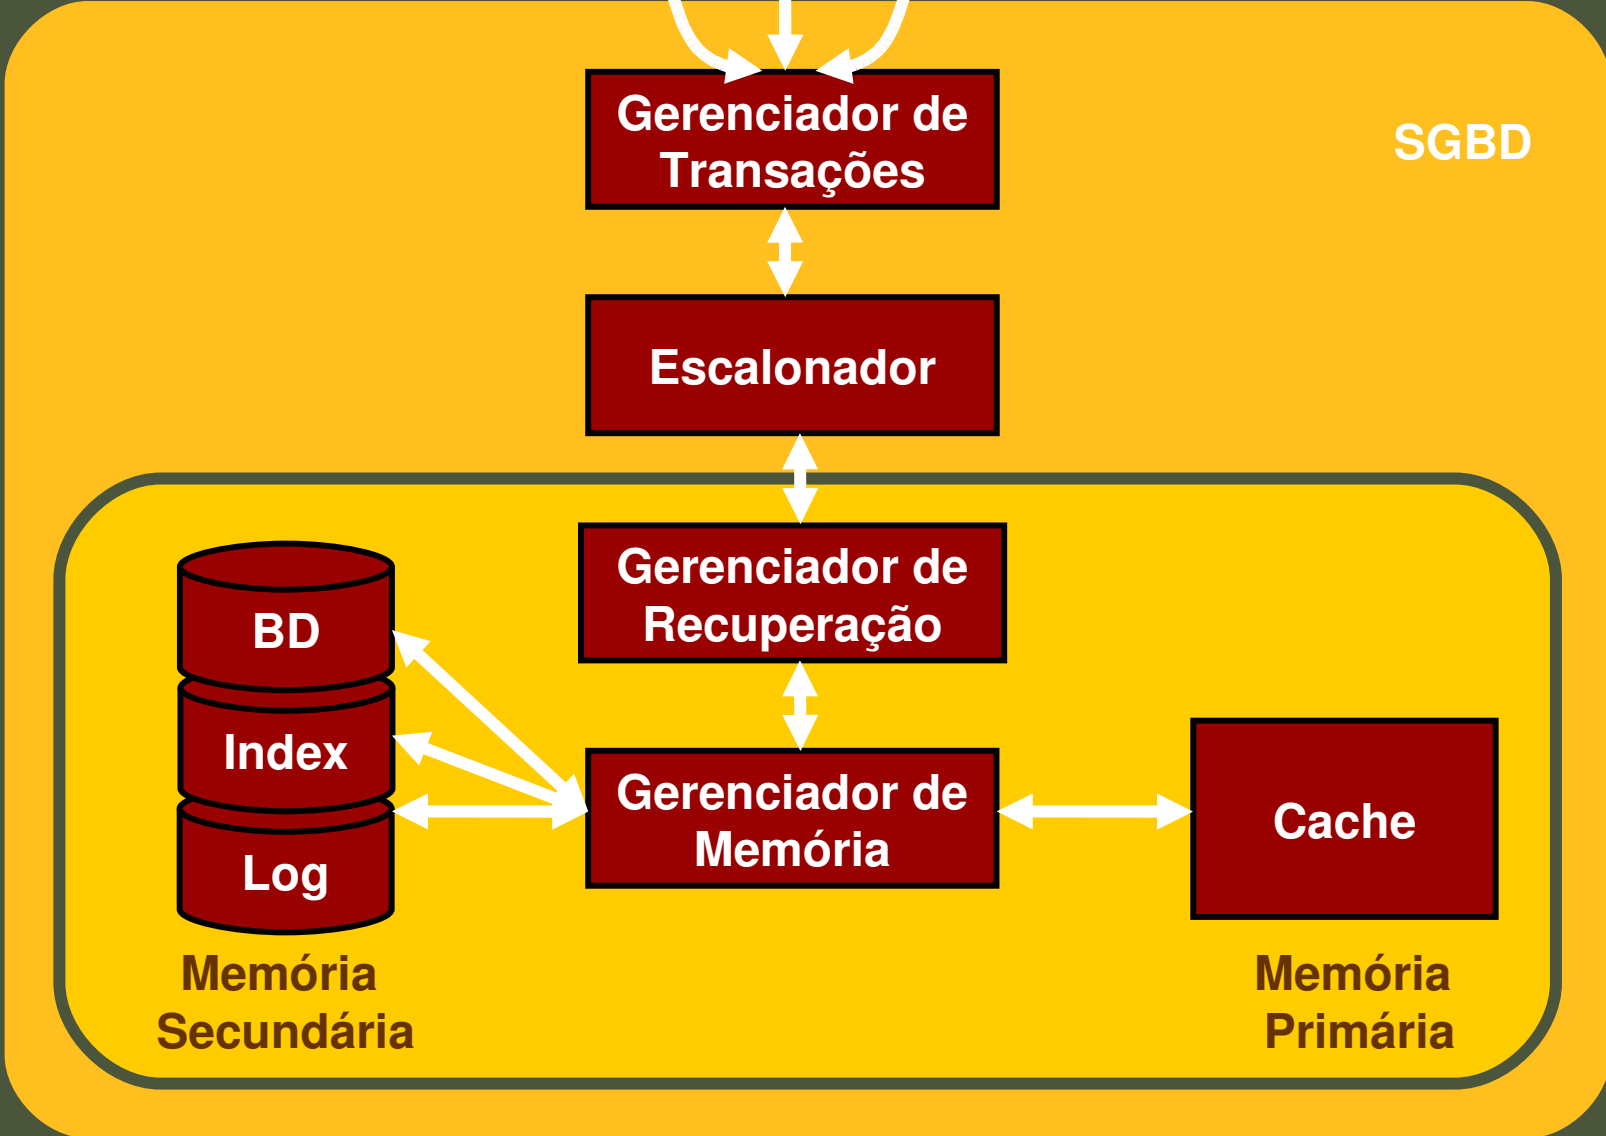 Gerenciador de
Transações
SGBD
Escalonador
Gerenciador de
Recuperação
BD
Index
Log
Gerenciador de
Memória
Cache
Memória
Secundária
Memória
Primária